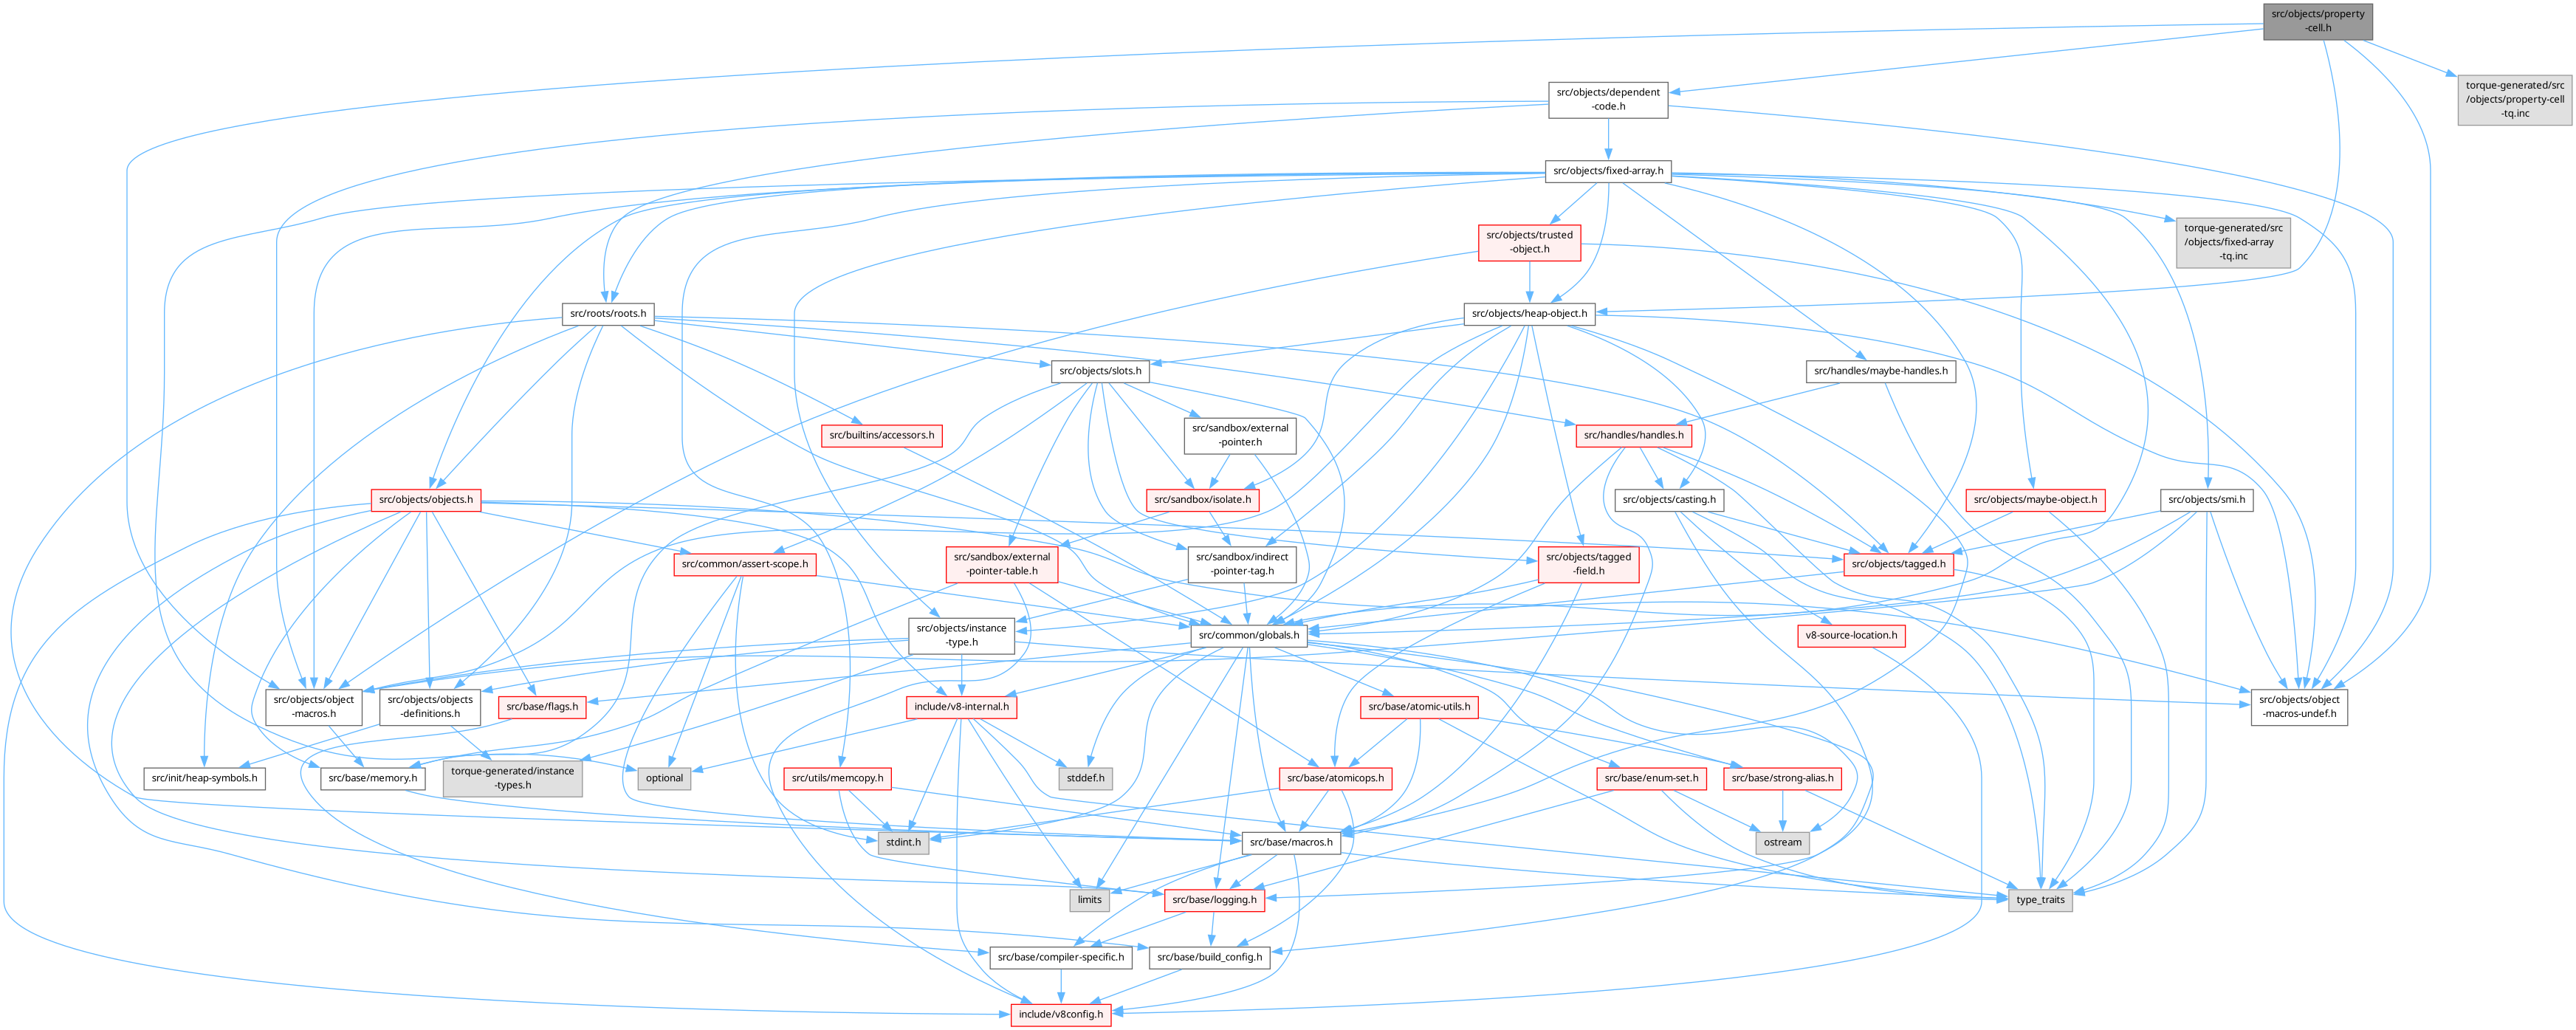 src/objects/property
-cell.h
src/objects/dependent
-code.h
torque-generated/src
/objects/property-cell
-tq.inc
src/objects/fixed-array.h
src/objects/trusted
-object.h
torque-generated/src
/objects/fixed-array
-tq.inc
src/roots/roots.h
src/objects/heap-object.h
src/objects/slots.h
src/handles/maybe-handles.h
src/builtins/accessors.h
src/sandbox/external
-pointer.h
src/handles/handles.h
src/objects/objects.h
src/sandbox/isolate.h
src/objects/casting.h
src/objects/maybe-object.h
src/objects/smi.h
src/common/assert-scope.h
src/sandbox/external
-pointer-table.h
src/sandbox/indirect
-pointer-tag.h
src/objects/tagged
-field.h
src/objects/tagged.h
src/objects/instance
-type.h
src/common/globals.h
v8-source-location.h
src/objects/object
-macros.h
src/objects/objects
-definitions.h
src/base/flags.h
include/v8-internal.h
src/base/atomic-utils.h
src/objects/object
-macros-undef.h
src/init/heap-symbols.h
src/base/memory.h
torque-generated/instance
-types.h
optional
src/utils/memcopy.h
stddef.h
src/base/atomicops.h
src/base/enum-set.h
src/base/strong-alias.h
stdint.h
src/base/macros.h
ostream
limits
src/base/logging.h
type_traits
src/base/compiler-specific.h
src/base/build_config.h
include/v8config.h